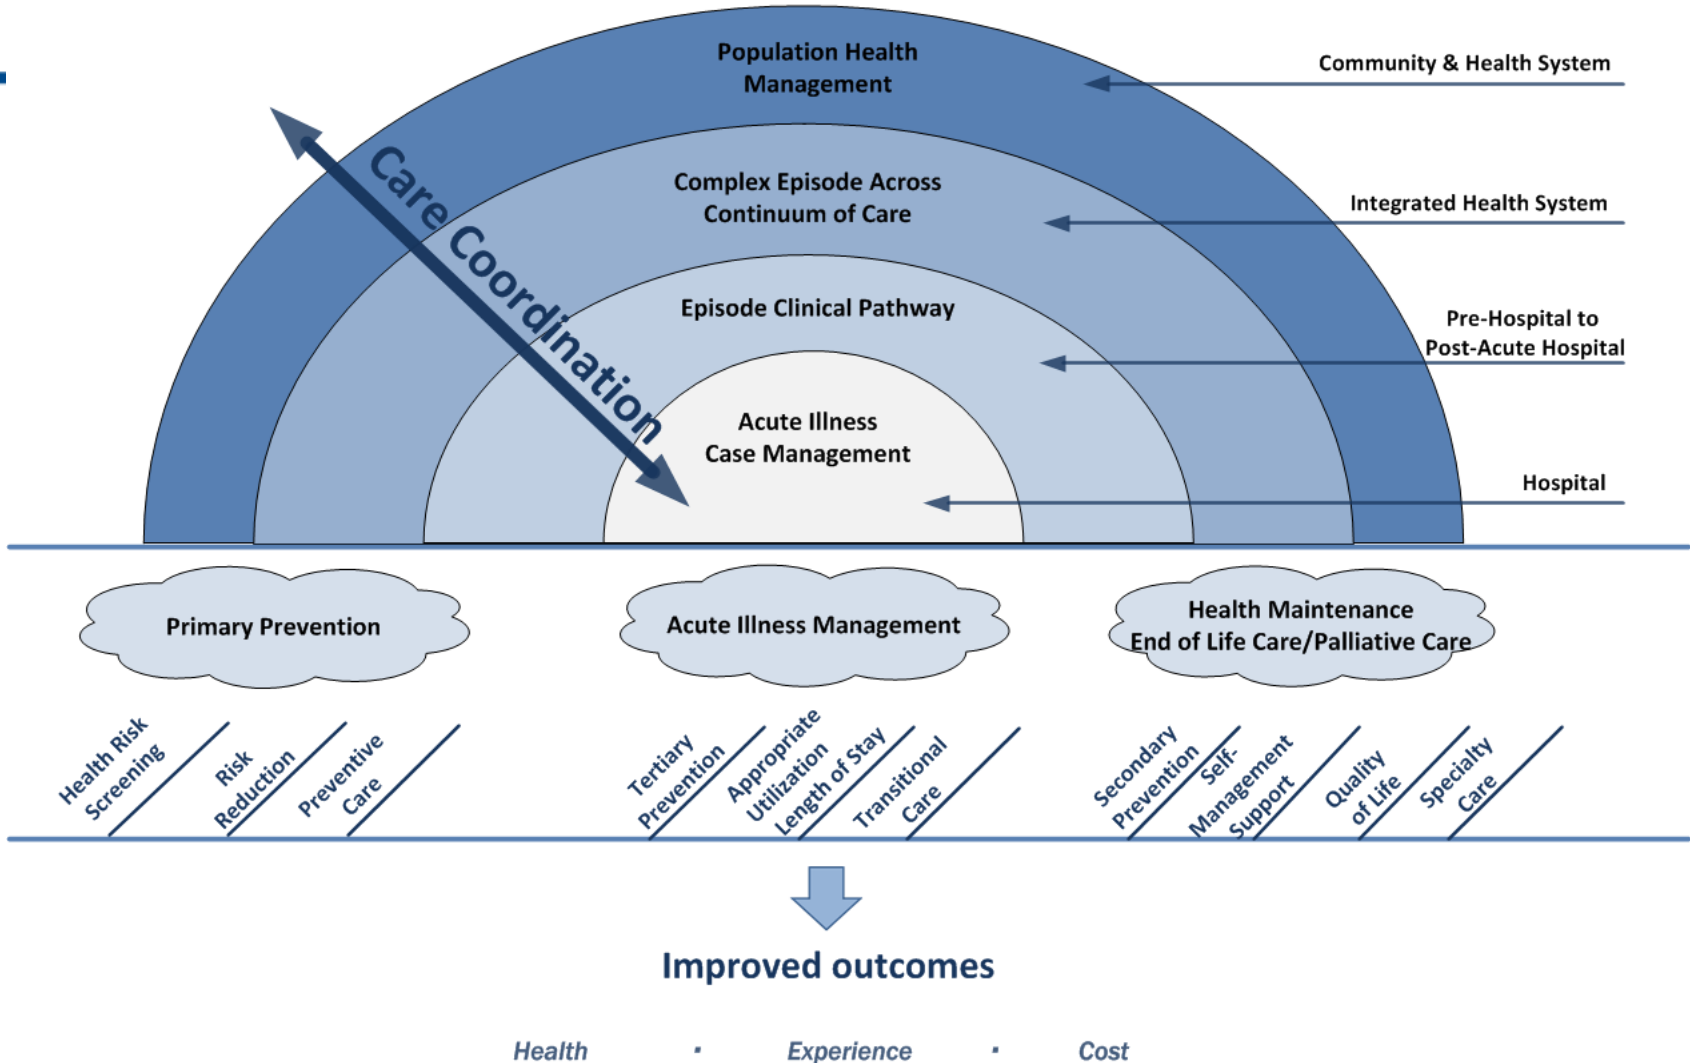 Population Health
Management
Community & Health System
Complex Episode Across
Continuum of Care
Integrated Health System
Care Coordination
Episode Clinical Pathway
Pre-Hospital to
Post-Acute Hospital
Acute Illness
Case Management
Hospital
Primary Prevention
Acute Illness Management
Health Maintenance
End of Life Care/Palliative Care
Health Risk
Screening
Risk
Reduction
Preventive
Care
Tertiary
Prevention
Appropriate
Utilization
Length of Stay
Transitional
Care
Secondary
Prevention
Self-
Management
Support
Quality
of Life
Specialty
Care
Improved outcomes
Health · Experience · Cost